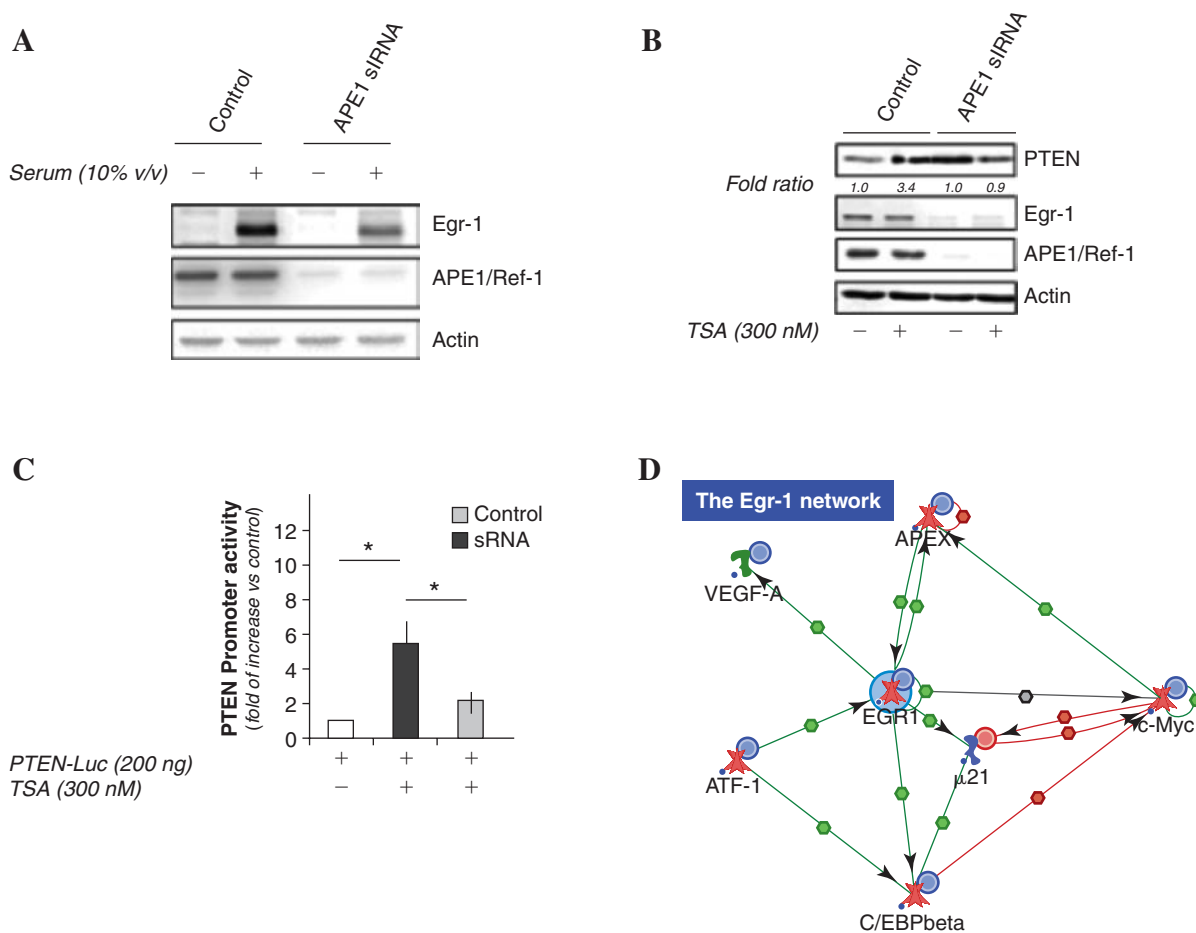 A
Control
APE1 sIRNA
Serum (10% v/v)
− + − +
Egr-1
APE1/Ref-1
Actin
B
Control
APE1 sIRNA
PTEN
Fold ratio
1.0 3.4 1.0 0.9
Egr-1
APE1/Ref-1
Actin
TSA (300 nM)
− + − +
C
PTEN Promoter activity
(fold of increase vs control)
12
10
8
6
4
2
0
Control
sRNA
*
*
PTEN-Luc (200 ng)
+ + +
TSA (300 nM)
− + +
D
The Egr-1 network
APEX
VEGF-A
EGR1
c-Myc
ATF-1
µ21
C/EBPbeta